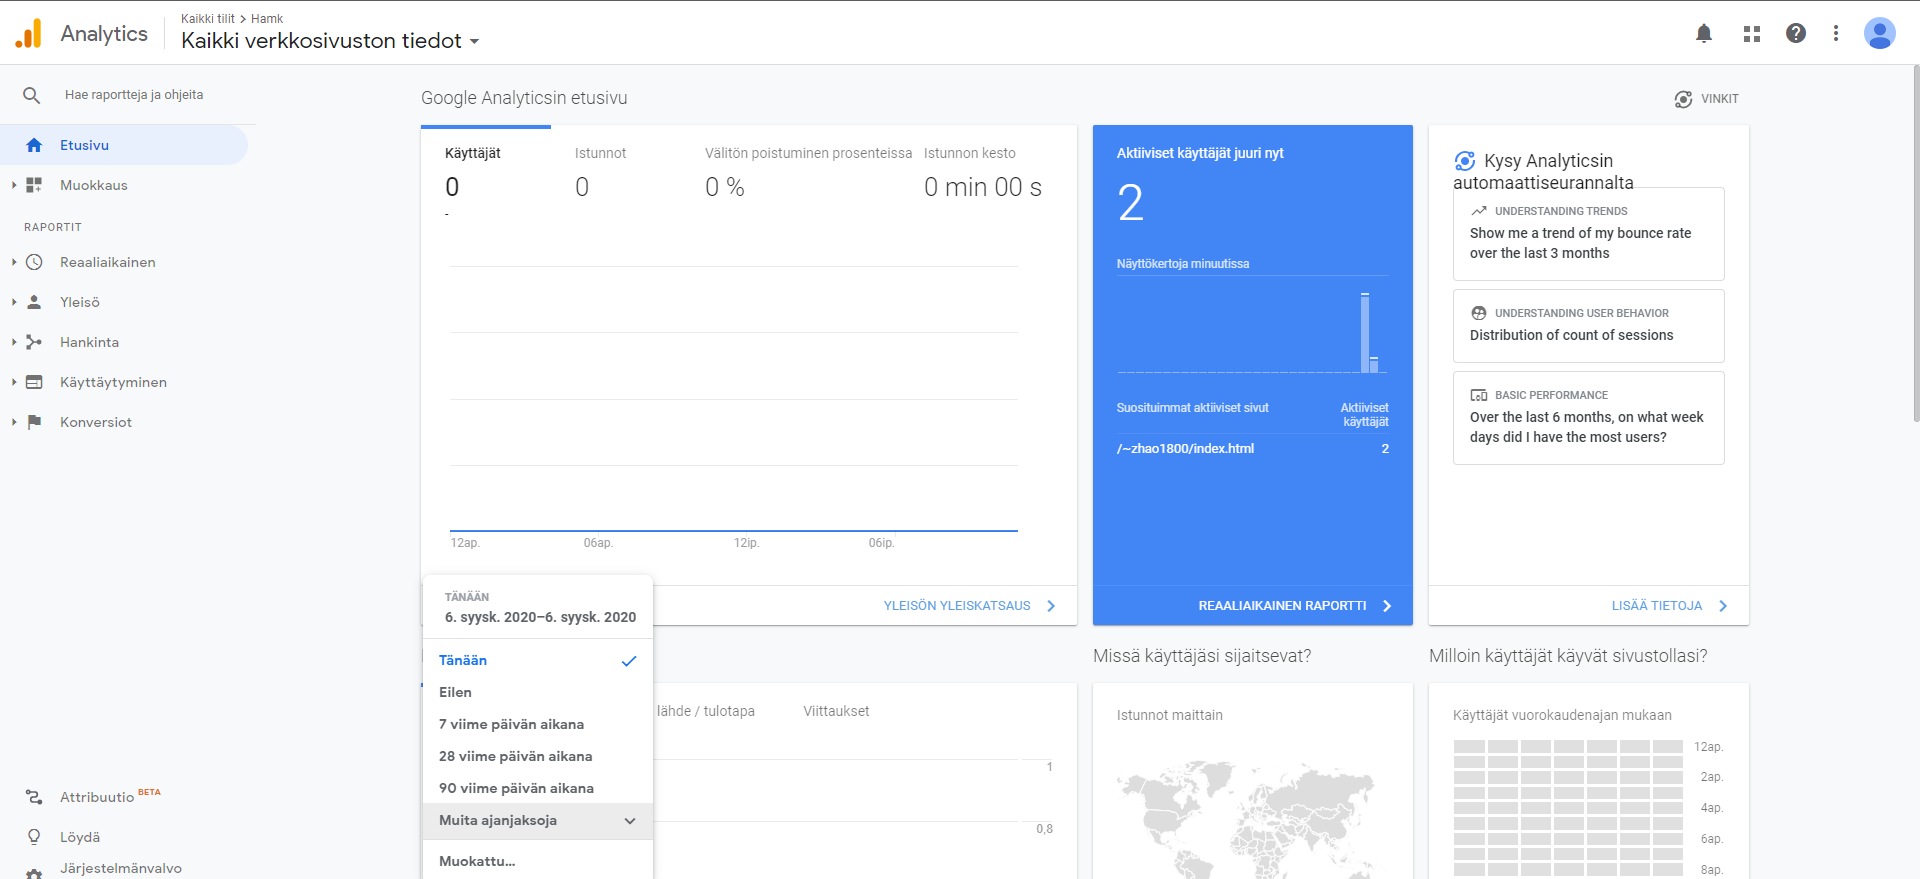 Analytics
Kaikki tilit > Hamk
Kaikki verkkosivuston tiedot
Hae raportteja ja ohjeita
Etusivu
Muokkaus
RAPORTIT
Reaaliaikainen
Yleisö
Hankinta
Käyttäytyminen
Konversiot
Attribuutio BETA
Löydä
Järjestelmänvalvo
Google Analyticsin etusivu
VINKIT
Käyttäjät
0
-
Istunnot
0
Välitön poistuminen prosenteissa
0 %
Istunnon kesto
0 min 00 s
12ap.
06ap.
12ip.
06ip.
YLEISÖN YLEISKATSAUS
TÄNÄÄN
6. syysk. 2020–6. syysk. 2020
Tänään
Eilen
7 viime päivän aikana
28 viime päivän aikana
90 viime päivän aikana
Muita ajanjaksoja
Muokattu...
Aktiiviset käyttäjät juuri nyt
2
Näyttökertoja minuutissa
Suosituimmat aktiiviset sivut
Aktiiviset
käyttäjät
/~zhao1800/index.html 2
REAALIAIKAINEN RAPORTTI
Kysy Analyticsin
automaattiseurannalta
UNDERSTANDING TRENDS
Show me a trend of my bounce rate
over the last 3 months
UNDERSTANDING USER BEHAVIOR
Distribution of count of sessions
BASIC PERFORMANCE
Over the last 6 months, on what week
days did I have the most users?
LISÄÄ TIETOJA
lähde / tulotapa
Viittaukset
1
0,8
Missä käyttäjäsi sijaitsevat?
Istunnot maittain
Milloin käyttäjät käyvät sivustollasi?
Käyttäjät vuorokaudenajan mukaan
12ap.
2ap.
4ap.
6ap.
8ap.